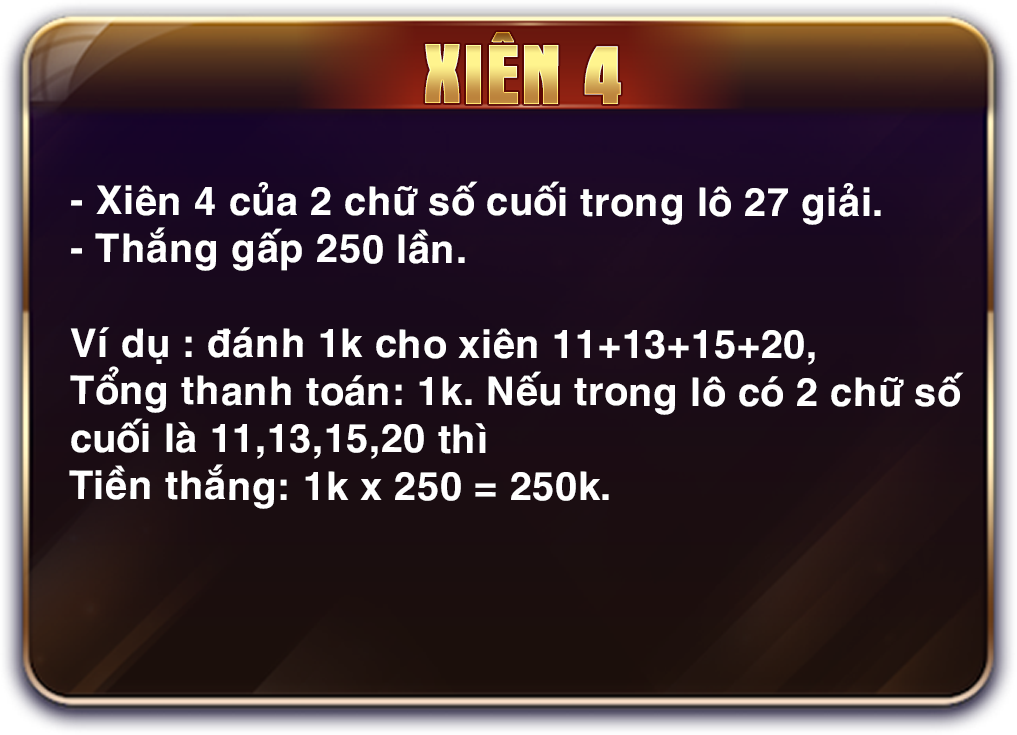 XIÊN 4
- Xiên 4 của 2 chữ số cuối trong lô 27 giải.
- Thắng gấp 250 lần.
Ví dụ : đánh 1k cho xiên 11+13+15+20,
Tổng thanh toán: 1k. Nếu trong lô có 2 chữ số
cuối là 11,13,15,20 thì
Tiền thắng: 1k x 250 = 250k.